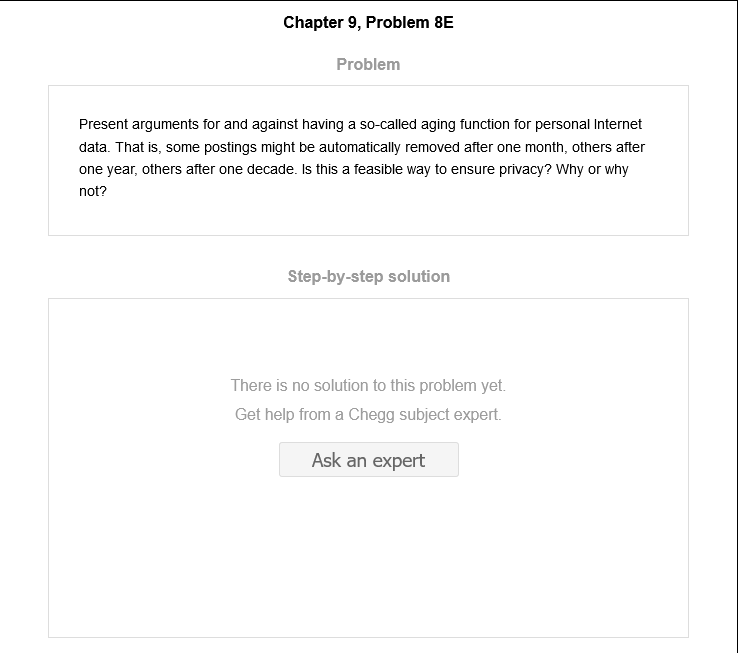 Chapter 9, Problem 8E
Problem
Present arguments for and against having a so-called aging function for personal Internet
data. That is, some postings might be automatically removed after one month, others after
one year, others after one decade. Is this a feasible way to ensure privacy? Why or why
not?
Step-by-step solution
There is no solution to this problem yet.
Get help from a Chegg subject expert.
Ask an expert